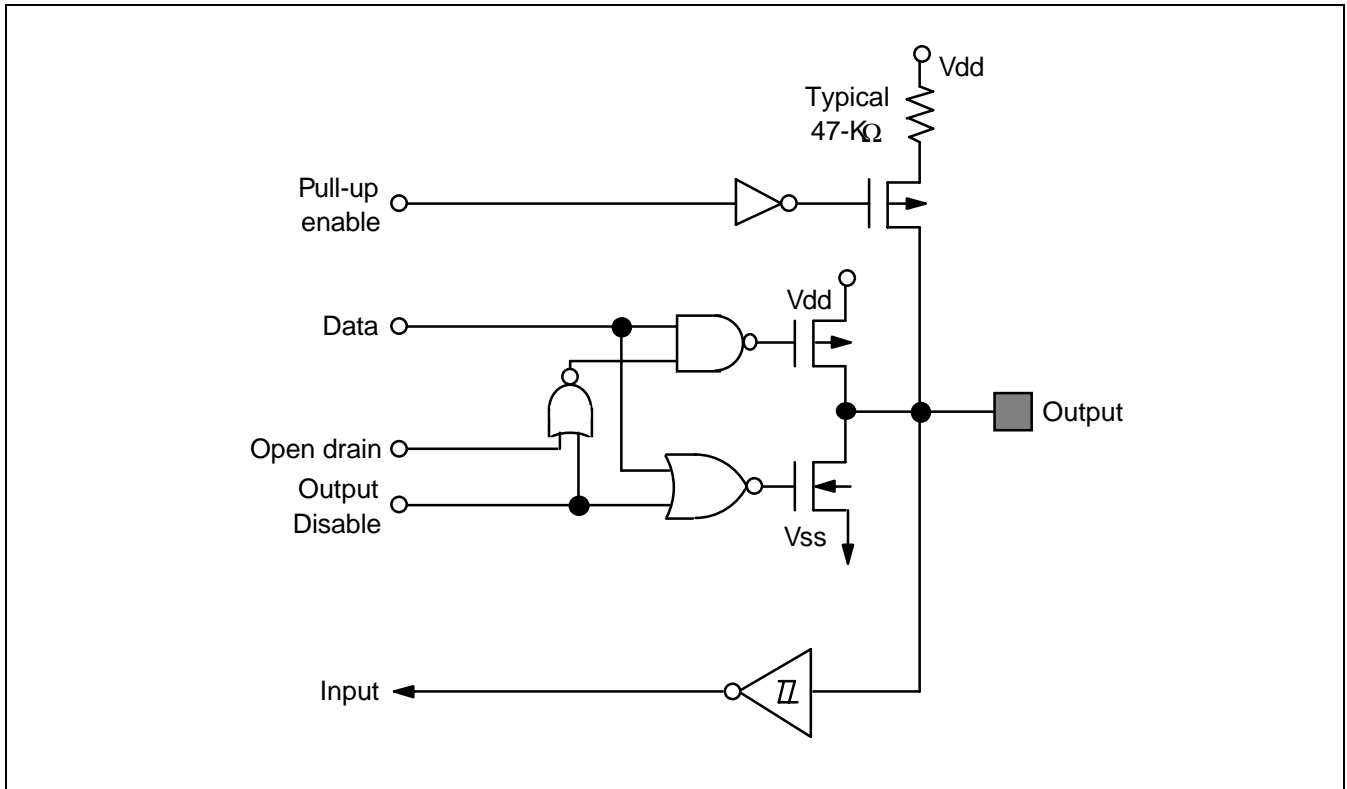 Vdd
Typical
47-KΩ
Pull-up
enable
Vdd
Data
Output
Open drain
Output
Disable
Vss
Input